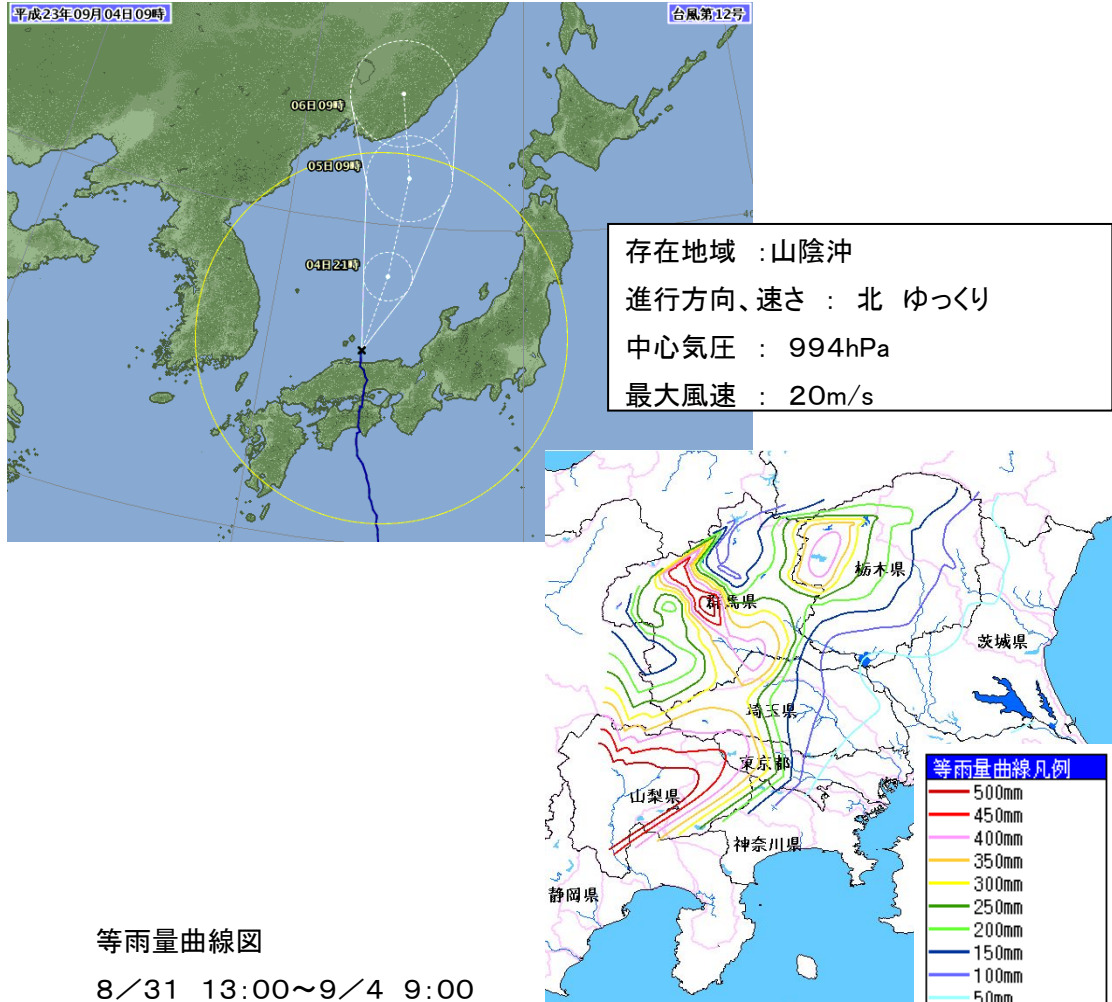 平成23年09月04日09時
台風第12号
06日09時
05日09時
04日21時
40
存在地域 ：山陰沖
進行方向、速さ ： 北 ゆっくり
中心気圧 ： 994hPa
最大風速 ： 20m/s
栃木県
群馬県
茨城県
埼玉県
東京都
山梨県
神奈川県
静岡県
等雨量曲線凡例
500mm
450mm
400mm
350mm
300mm
250mm
200mm
150mm
100mm
50mm
等雨量曲線図
8／31 13:00～9／4 9:00